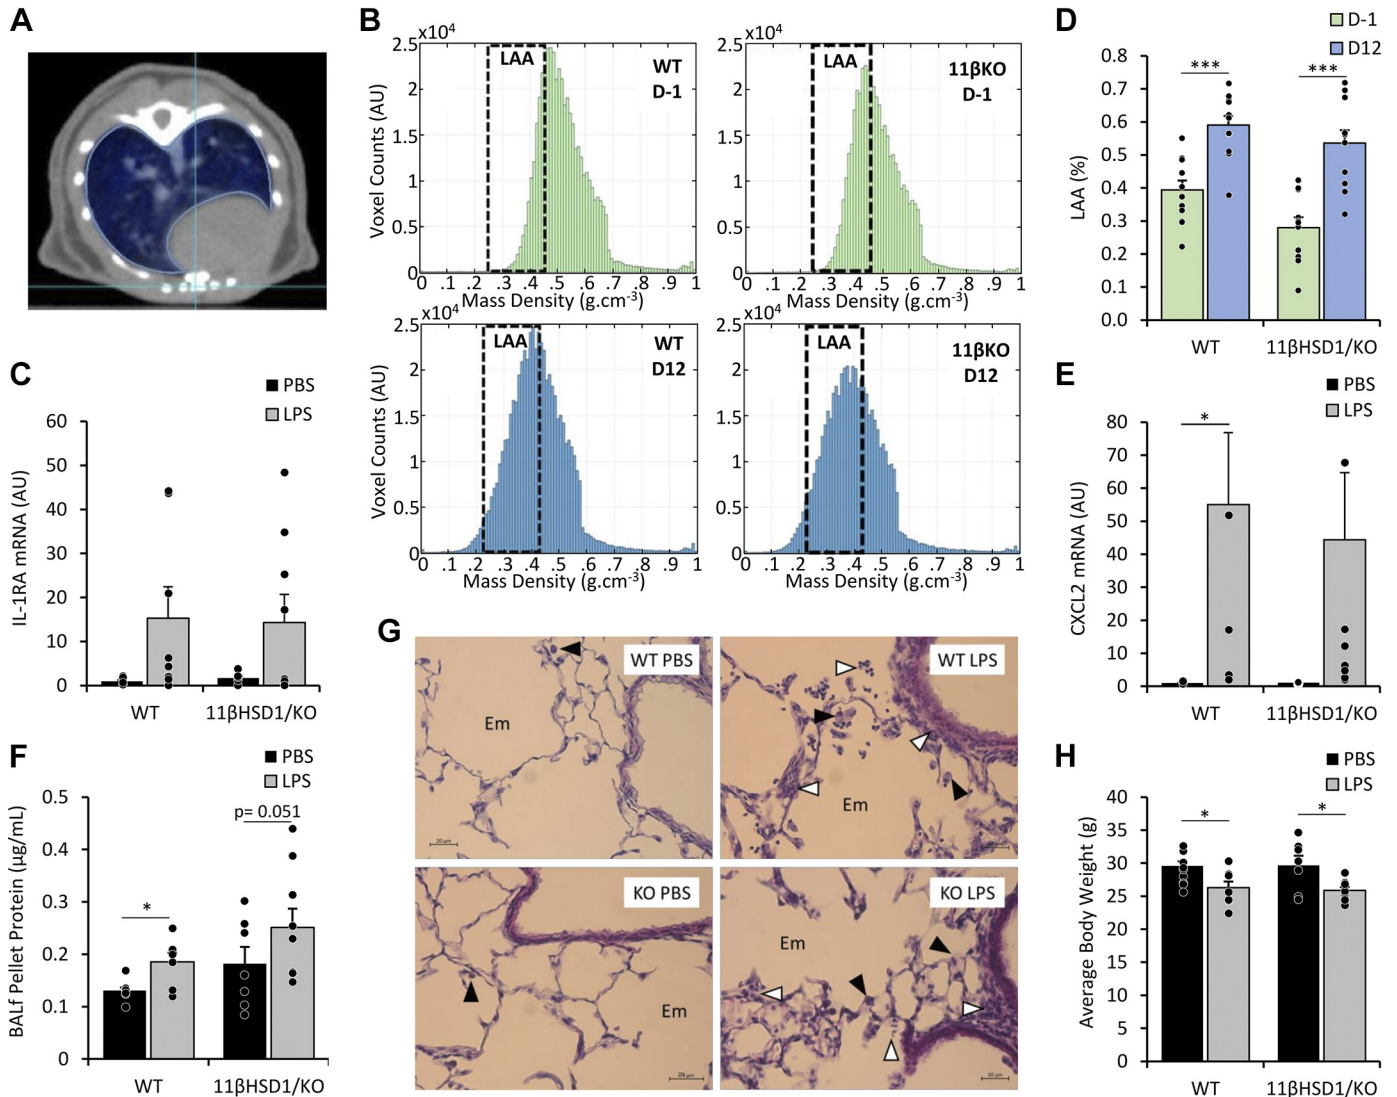 A
B
x10⁴
2.5
2
1.5
1
0.5
0
Voxel Counts (AU)
LAA
WT
D-1
0 .1 .2 .3 .4 .5 .6 .7 .8 .9 1
Mass Density (g.cm⁻³)
x10⁴
2.5
2
1.5
1
0.5
0
LAA
11βKO
D-1
0 .1 .2 .3 .4 .5 .6 .7 .8 .9 1
Mass Density (g.cm⁻³)
x10⁴
2.5
2
1.5
1
0.5
0
Voxel Counts (AU)
LAA
WT
D12
0 .1 .2 .3 .4 .5 .6 .7 .8 .9 1
Mass Density (g.cm⁻³)
x10⁴
2.5
2
1.5
1
0.5
0
LAA
11βKO
D12
0 .1 .2 .3 .4 .5 .6 .7 .8 .9 1
Mass Density (g.cm⁻³)
D
D-1
D12
0.8
0.7
0.6
0.5
0.4
0.3
0.2
0.1
0.0
LAA (%)
***
***
WT 11βHSD1/KO
C
PBS
LPS
60
50
40
30
20
10
0
IL-1RA mRNA (AU)
WT 11βHSD1/KO
E
PBS
LPS
80
70
60
50
40
30
20
10
0
CXCL2 mRNA (AU)
*
WT 11βHSD1/KO
F
PBS
LPS
0.5
0.4
0.3
0.2
0.1
0
BALf Pellet Protein (µg/mL)
*
p= 0.051
WT 11βHSD1/KO
G
WT PBS
Em
20 µm
WT LPS
Em
KO PBS
Em
20µm
KO LPS
Em
20 µm
H
PBS
LPS
40
35
30
25
20
15
10
5
0
Average Body Weight (g)
*
*
WT 11βHSD1/KO